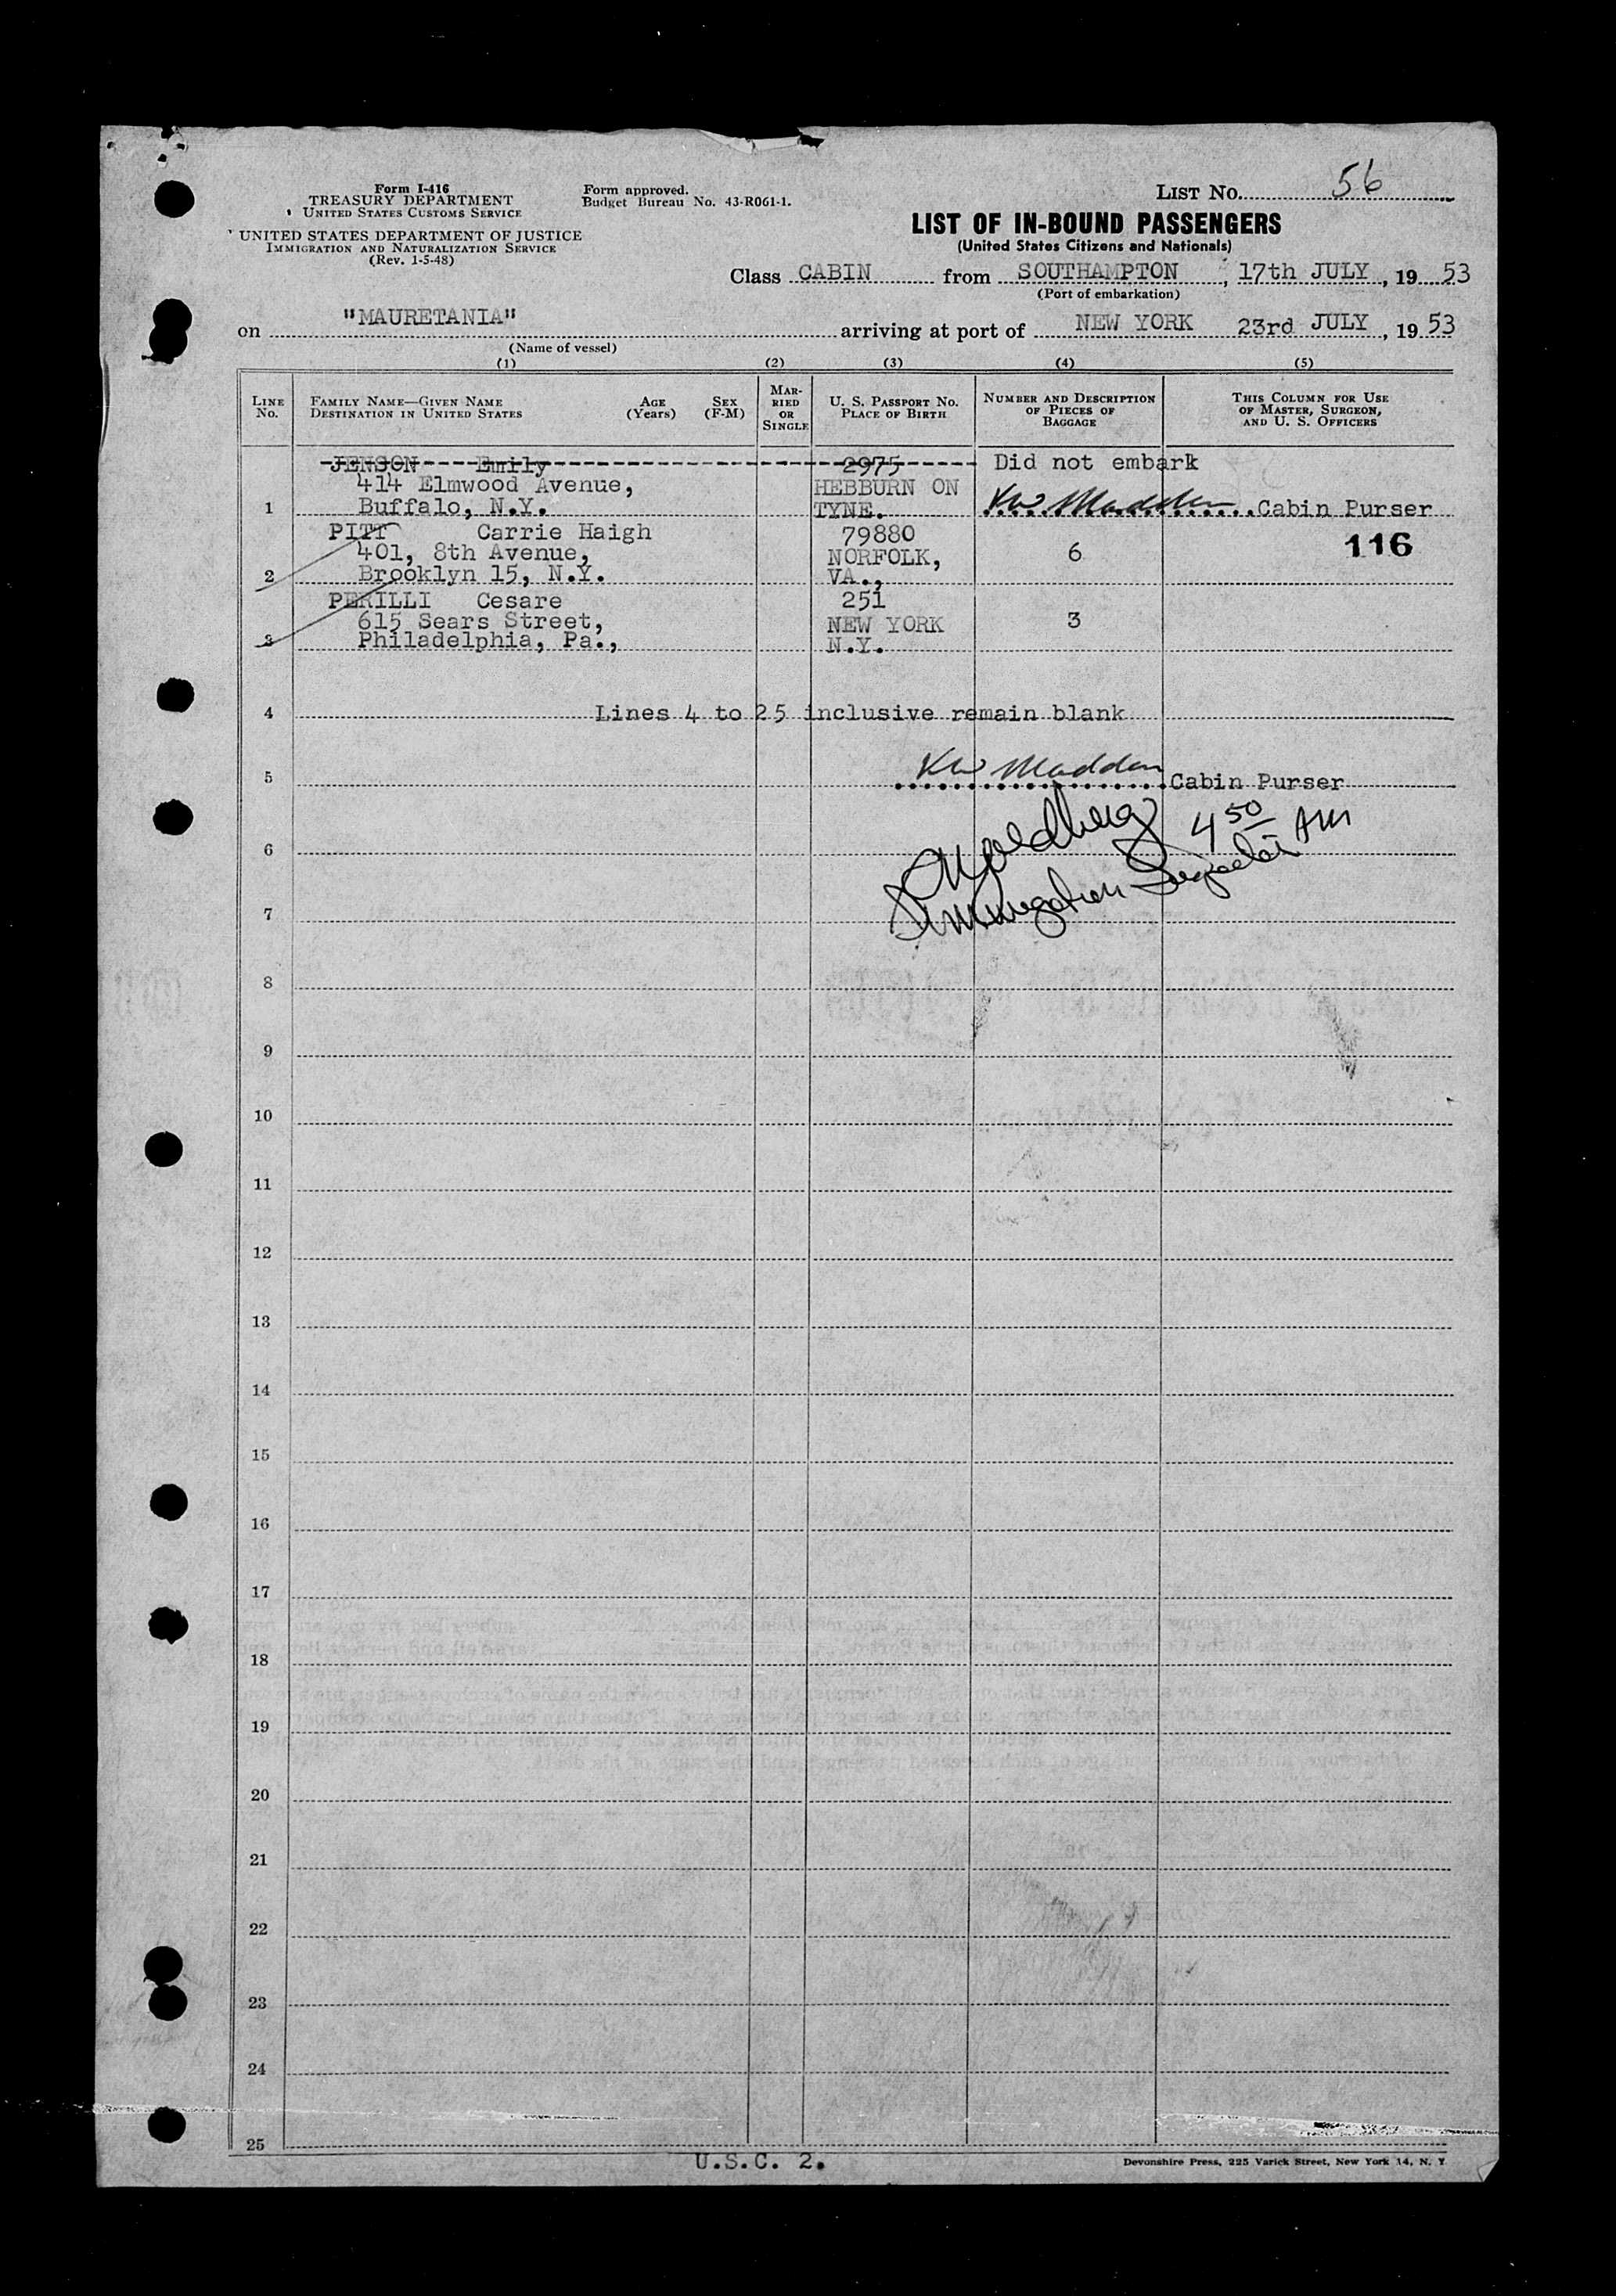 Form I-416
TREASURY DEPARTMENT
UNITED STATES CUSTOMS SERVICE
UNITED STATES DEPARTMENT OF JUSTICE
IMMIGRATION AND NATURALIZATION SERVICE
(Rev. 1-5-48)
Form approved.
Budget Bureau No. 43-R061-1.
LIST No. 56
LIST OF IN-BOUND PASSENGERS
(United States Citizens and Nationals)
Class CABIN from SOUTHAMPTON, 17th JULY, 1953
(Port of embarkation)
on "MAURETANIA" arriving at port of NEW YORK 23rd JULY, 1953
(Name of vessel)
(1) (2) (3) (4) (5)
LINE No.
FAMILY NAME—GIVEN NAME
DESTINATION IN UNITED STATES
AGE (Years)
SEX (F-M)
MARRIED OR SINGLE
U. S. PASSPORT No.
PLACE OF BIRTH
NUMBER AND DESCRIPTION OF PIECES OF BAGGAGE
THIS COLUMN FOR USE OF MASTER, SURGEON, AND U. S. OFFICERS
JENSON Emily 2975 Did not embark
414 Elmwood Avenue, HEBBURN ON
1 Buffalo, N.Y. TYNE. KW Madden Cabin Purser
PITT Carrie Haigh 79880 116
401, 8th Avenue, NORFOLK, 6
2 Brooklyn 15, N.Y. VA.,
PERILLI Cesare 251
615 Sears Street, NEW YORK 3
3 Philadelphia, Pa., N.Y.
4 Lines 4 to 25 inclusive remain blank
5 KW Madden Cabin Purser
Goldberg 4 50 AM
6
Immigration Inspector
7
8
9
10
11
12
13
14
15
16
17
18
19
20
21
22
23
24
25
U.S.C. 2.
Devonshire Press, 225 Varick Street, New York 14, N. Y.